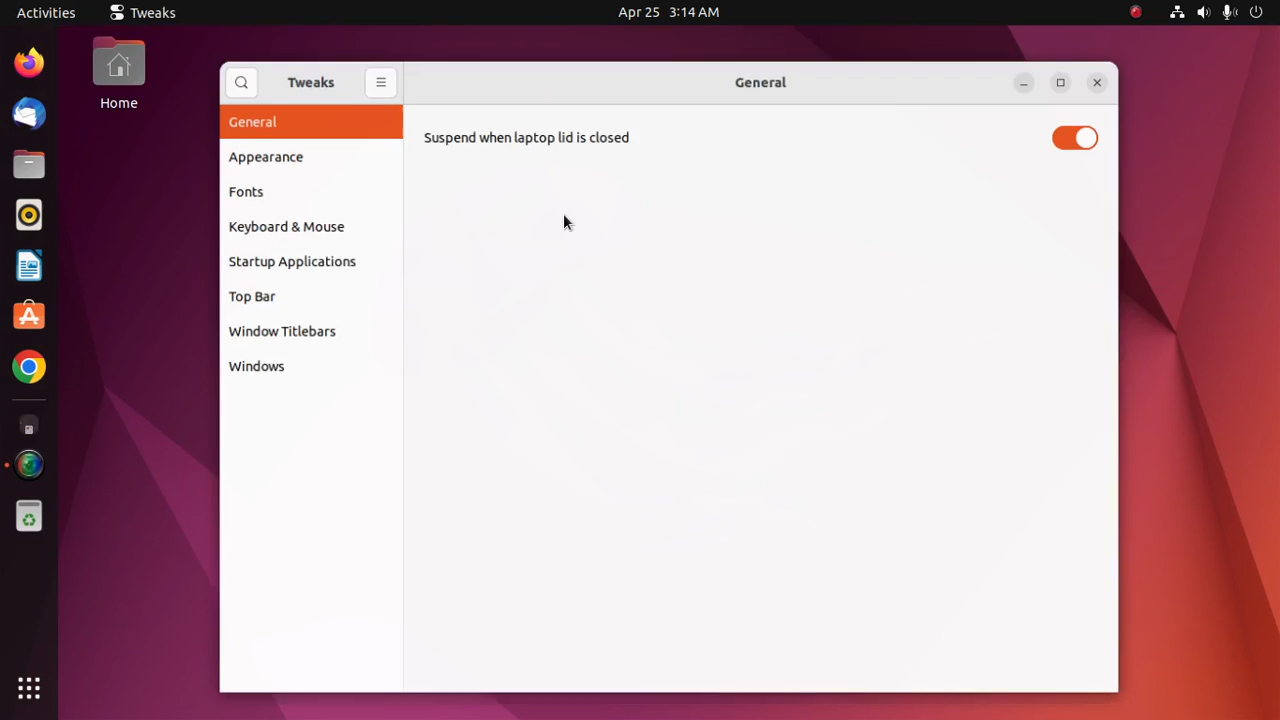 Activities Tweaks Apr 25 3:14 AM
Home
Tweaks General
General
Suspend when laptop lid is closed
Appearance
Fonts
Keyboard & Mouse
Startup Applications
Top Bar
Window Titlebars
Windows